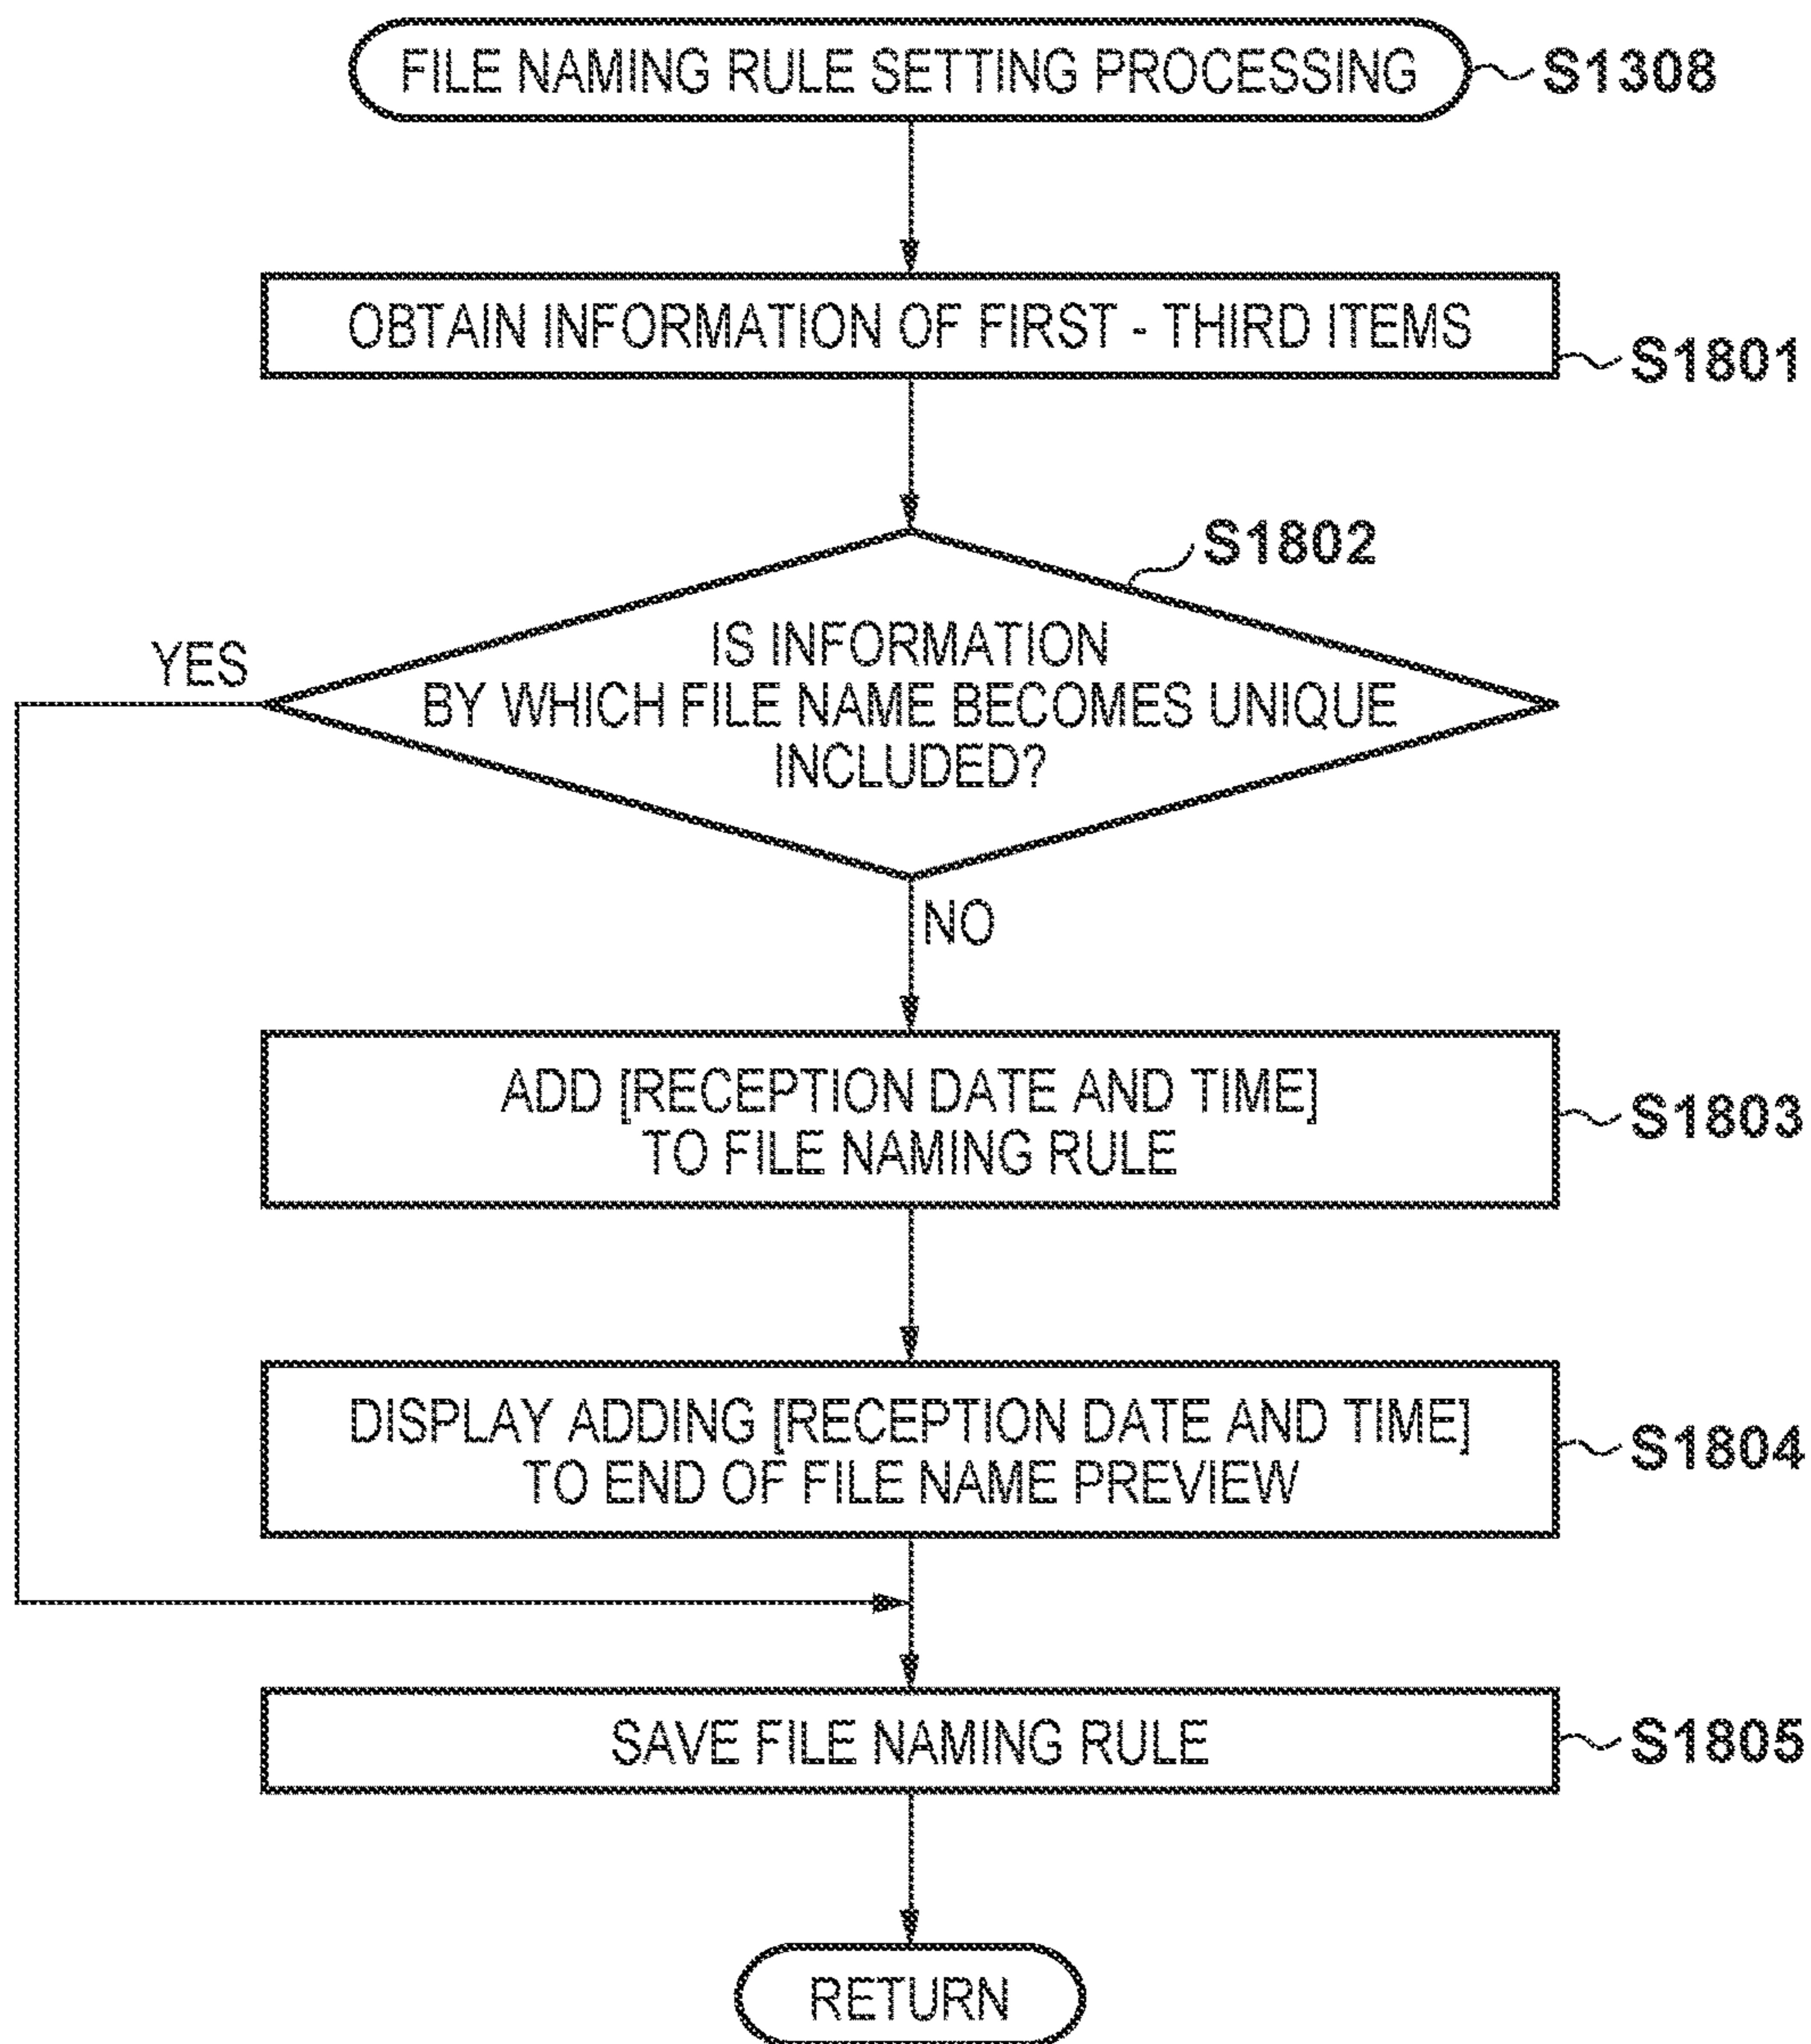 FILE NAMING RULE SETTING PROCESSING
S1308
OBTAIN INFORMATION OF FIRST - THIRD ITEMS
S1801
S1802
IS INFORMATION
BY WHICH FILE NAME BECOMES UNIQUE
INCLUDED?
YES
NO
ADD [RECEPTION DATE AND TIME]
TO FILE NAMING RULE
S1803
DISPLAY ADDING [RECEPTION DATE AND TIME]
TO END OF FILE NAME PREVIEW
S1804
SAVE FILE NAMING RULE
S1805
RETURN